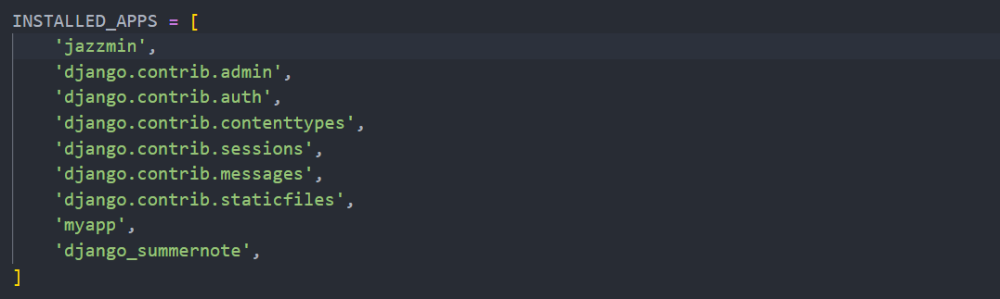 INSTALLED_APPS = [
    'jazzmin',
    'django.contrib.admin',
    'django.contrib.auth',
    'django.contrib.contenttypes',
    'django.contrib.sessions',
    'django.contrib.messages',
    'django.contrib.staticfiles',
    'myapp',
    'django_summernote',
]